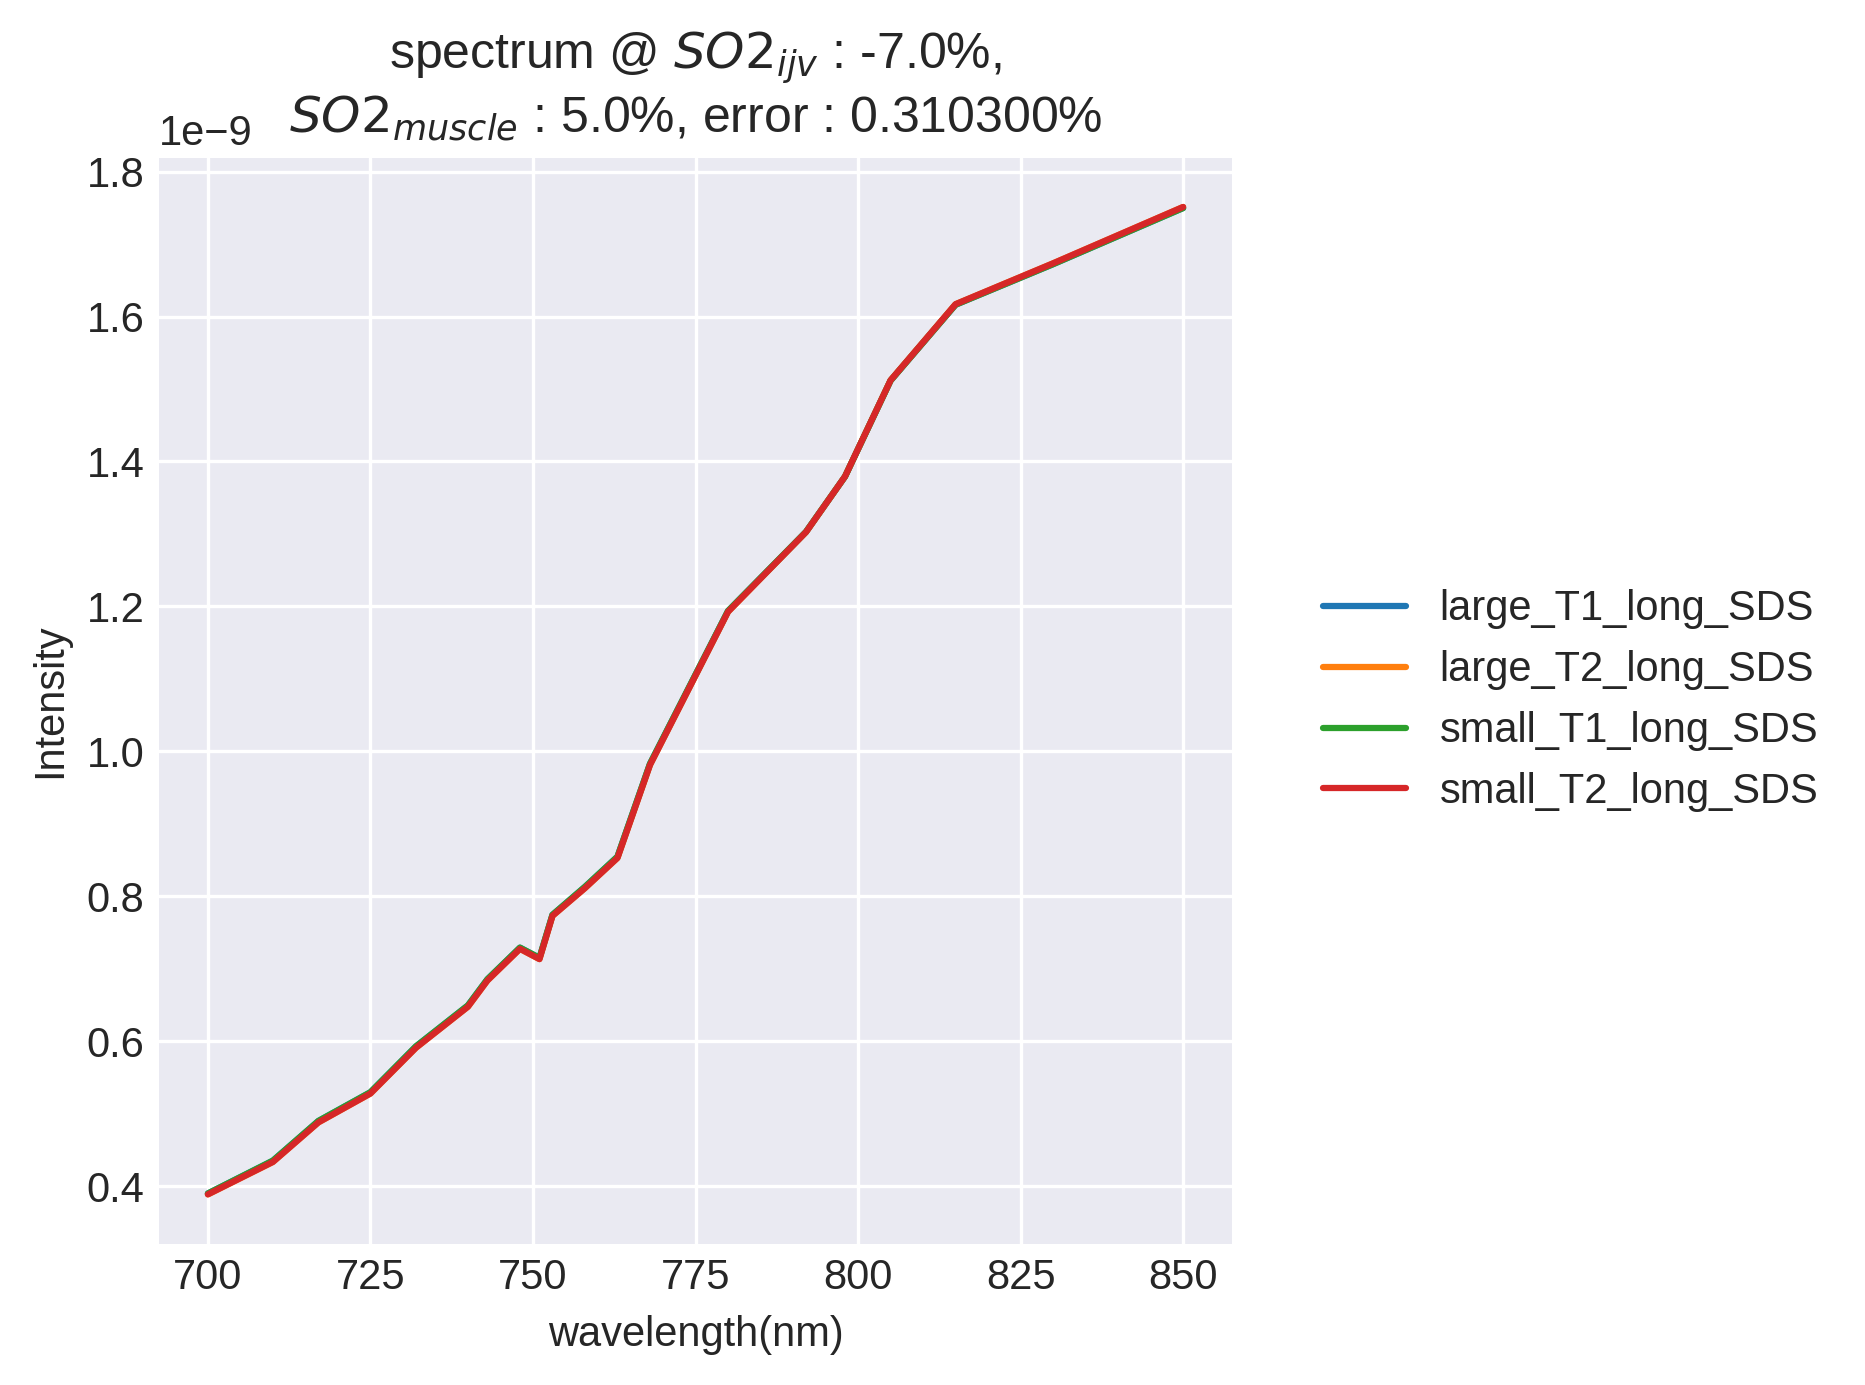 spectrum @ SO2ijv : -7.0%,
SO2muscle : 5.0%, error : 0.310300%
1e−9
1.8
1.6
1.4
1.2
1.0
0.8
0.6
0.4
Intensity
700 725 750 775 800 825 850
wavelength(nm)
large_T1_long_SDS
large_T2_long_SDS
small_T1_long_SDS
small_T2_long_SDS